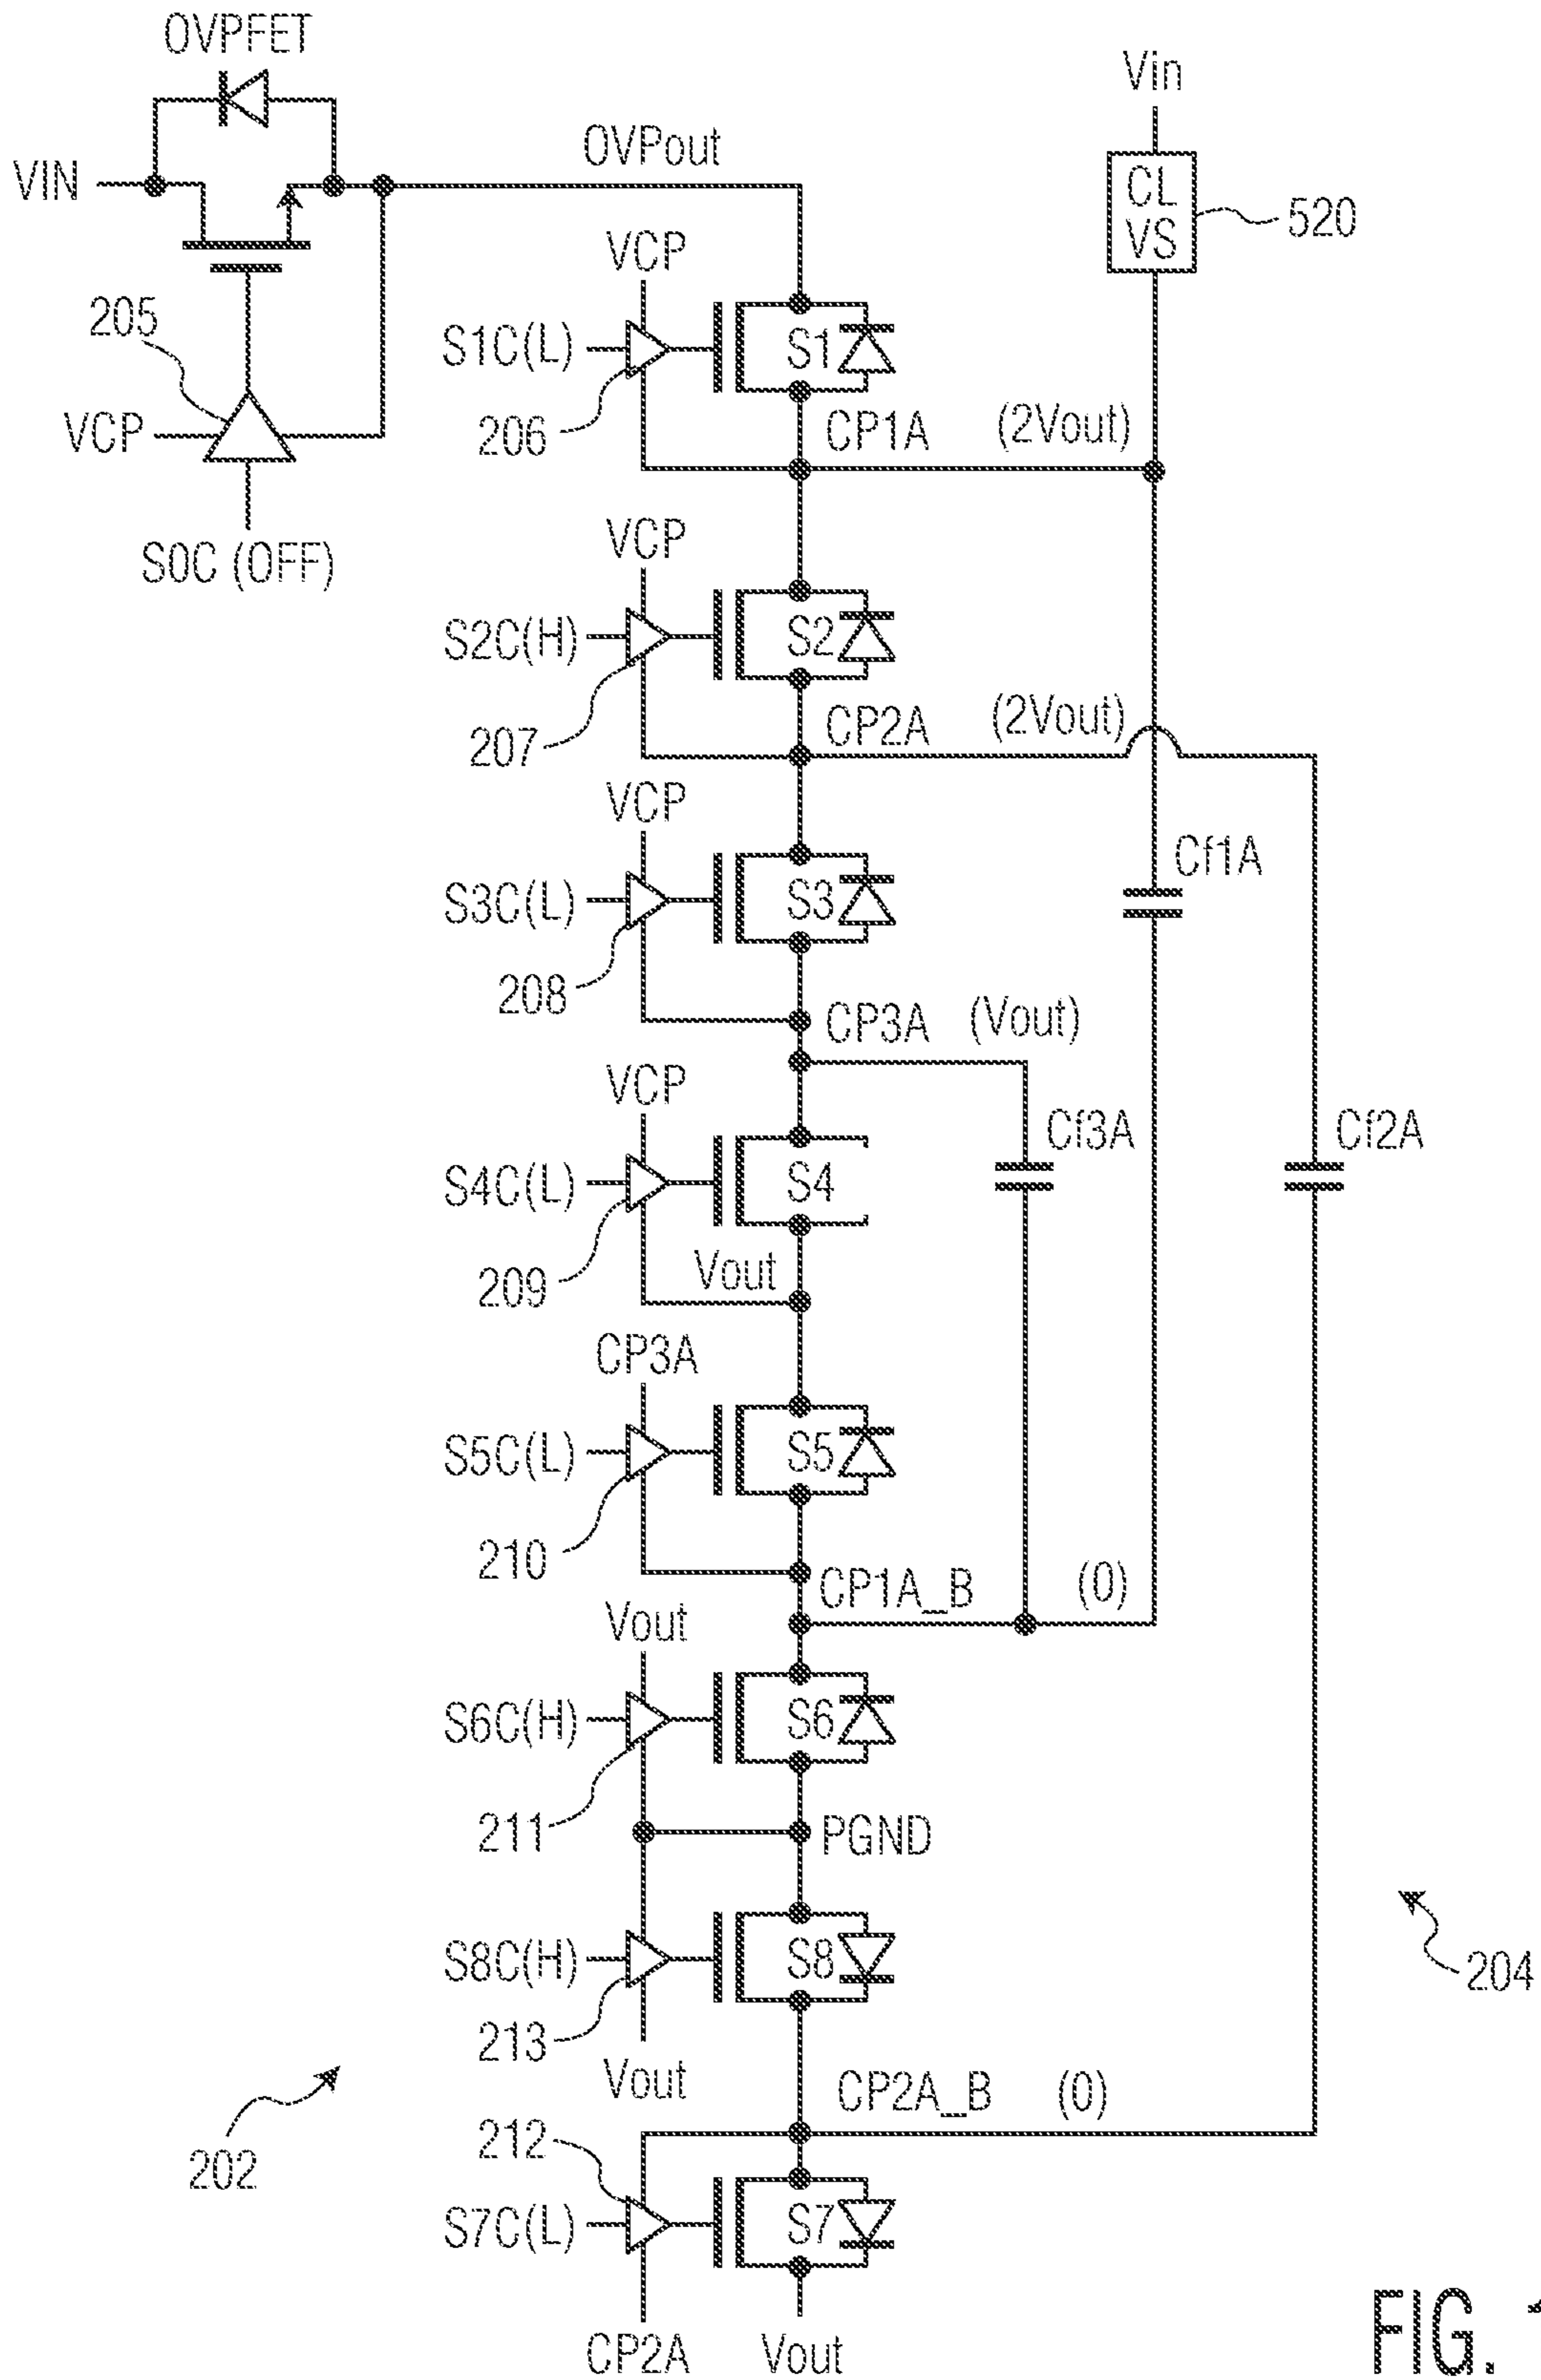 OVPFET
Vin
VIN
OVPout
CL
VS
520
VCP
205
S1C(L)
S1
206
VCP
CP1A
(2Vout)
S0C (OFF)
VCP
S2C(H)
S2
207
CP2A
(2Vout)
VCP
S3C(L)
S3
Cf1A
208
CP3A
(Vout)
VCP
Cf3A
Cf2A
S4C(L)
S4
209
Vout
CP3A
S5C(L)
S5
210
CP1A_B
(0)
Vout
S6C(H)
S6
211
PGND
S8C(H)
S8
204
213
Vout
CP2A_B
(0)
202
212
S7C(L)
S7
CP2A
Vout
FIG.